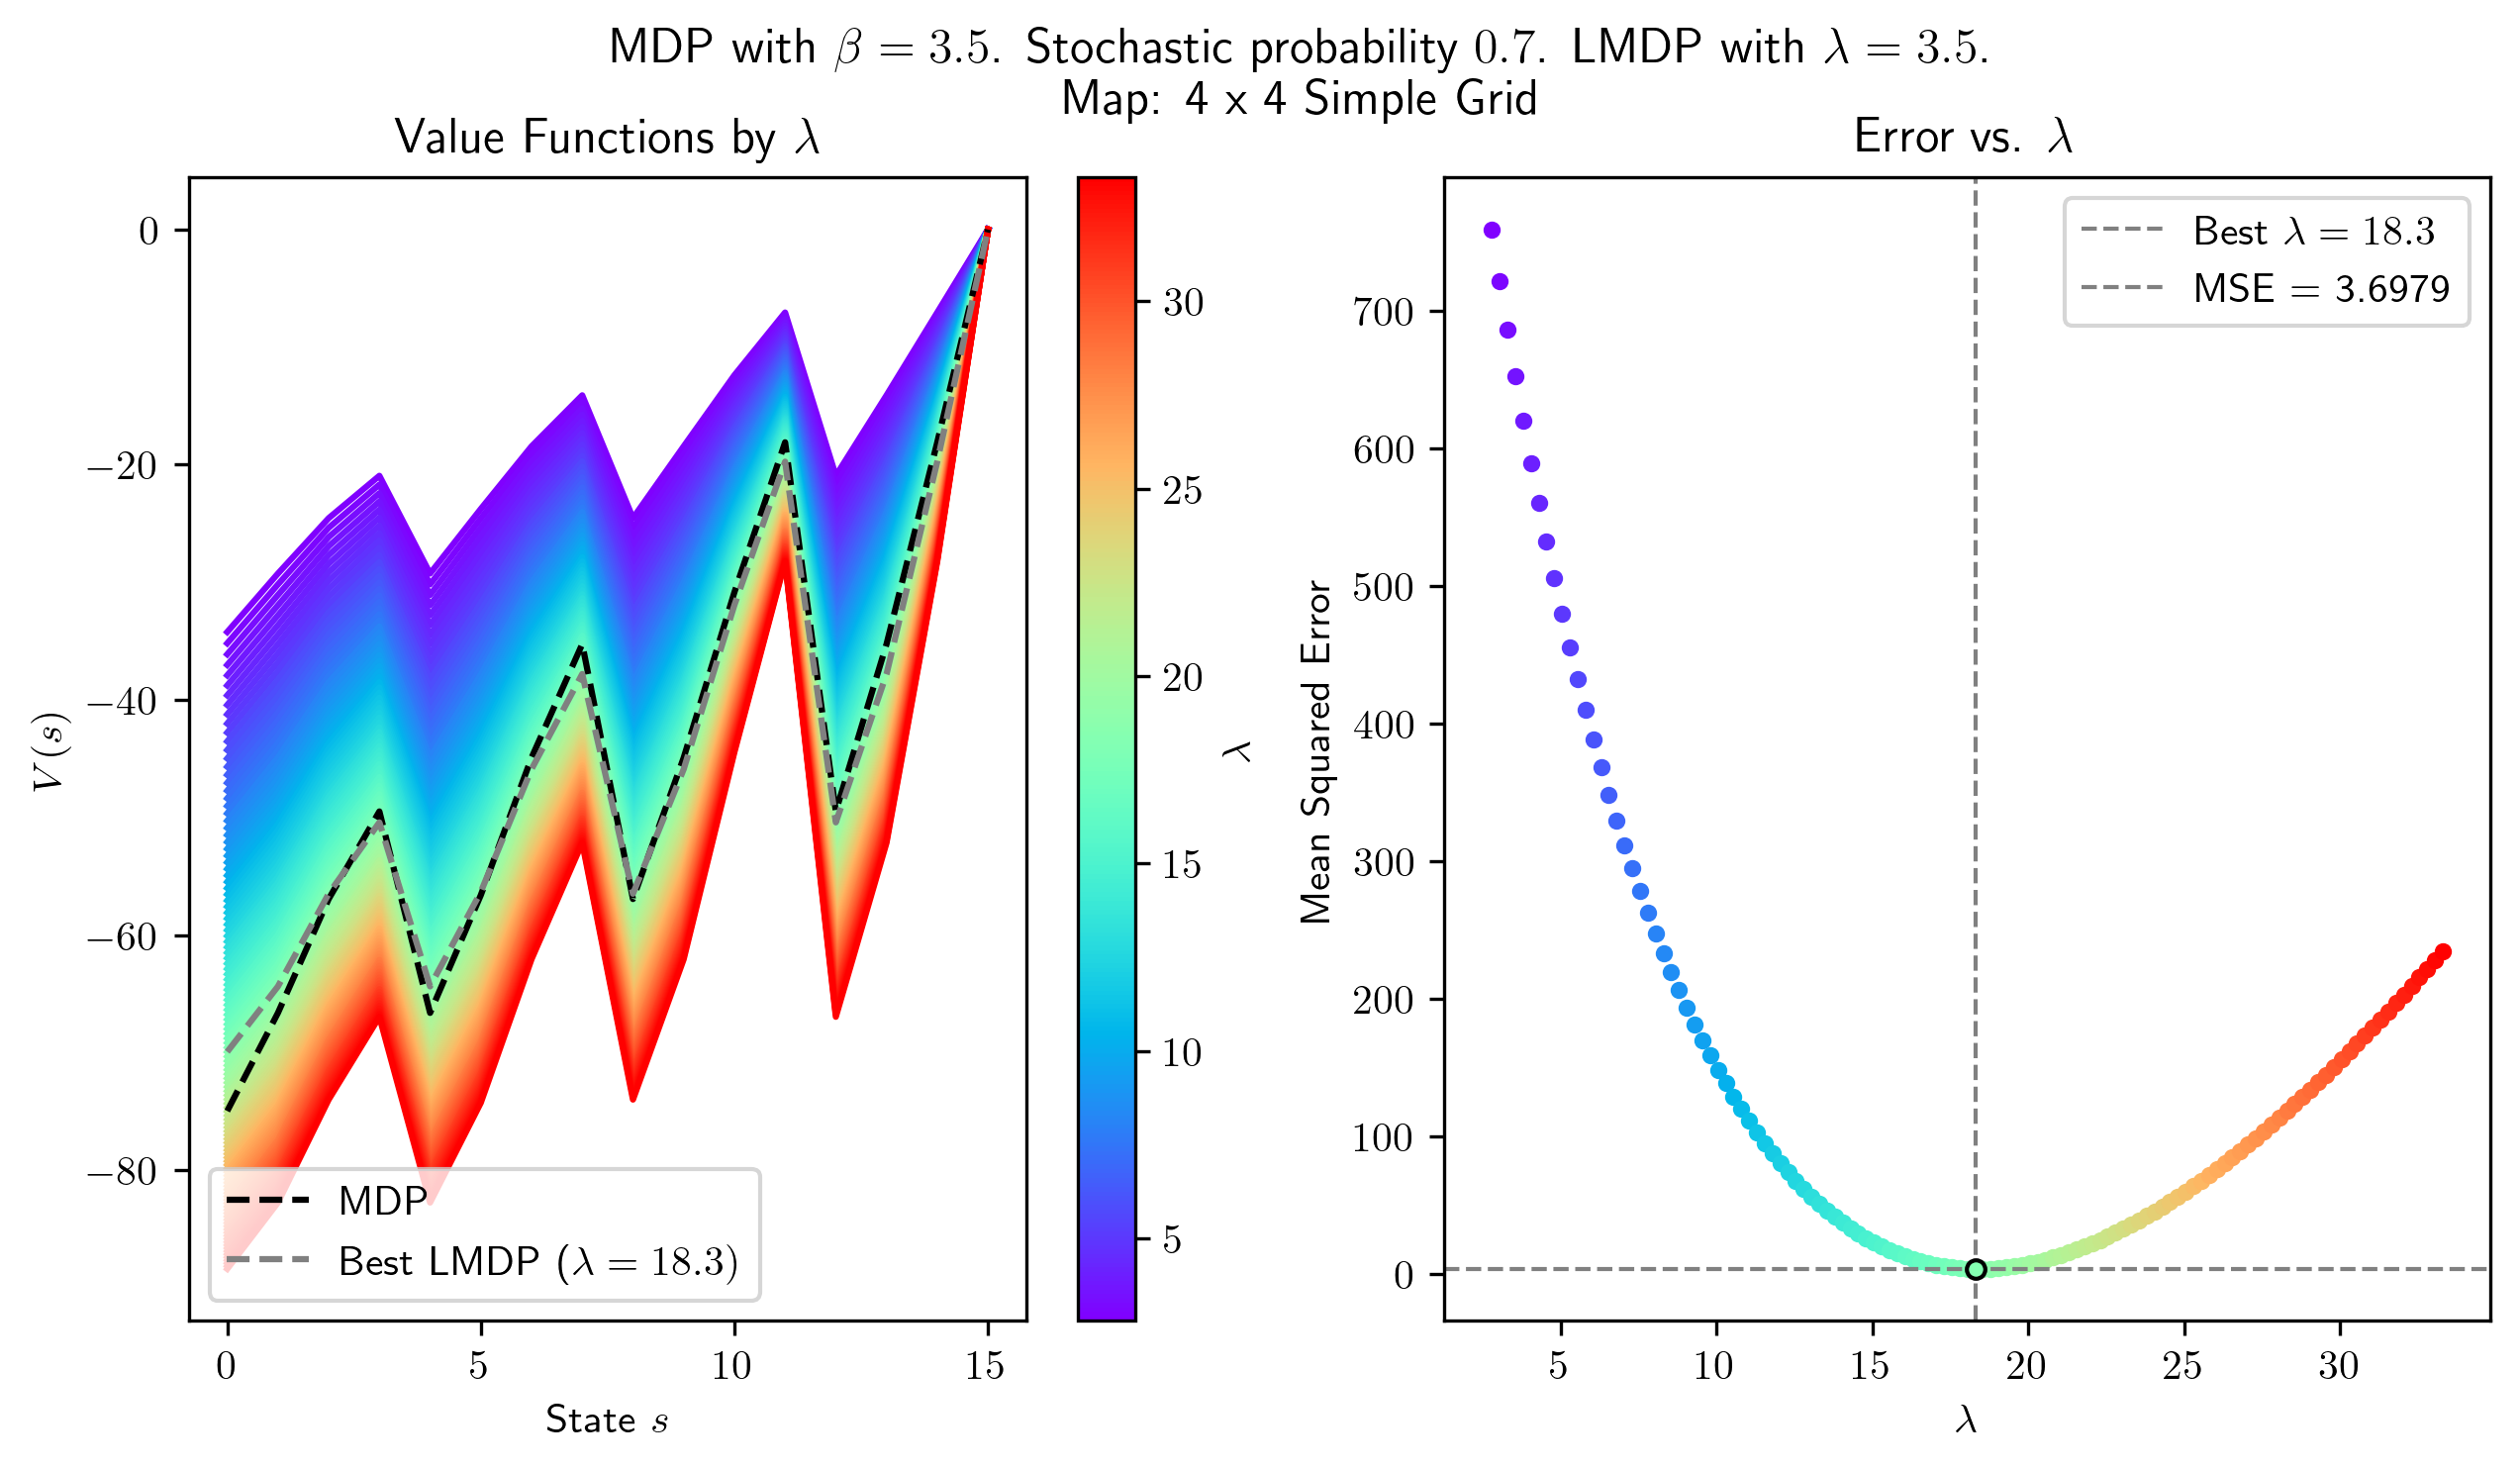 MDP with β = 3.5. Stochastic probability 0.7. LMDP with λ = 3.5.
Map: 4 x 4 Simple Grid
Value Functions by λ
0
−20
−40
−60
−80
V(s)
MDP
Best LMDP (λ = 18.3)
0
5
10
15
State s
30
25
20
15
10
5
λ
Error vs. λ
Best λ = 18.3
MSE = 3.6979
700
600
500
400
300
200
100
0
Mean Squared Error
5
10
15
20
25
30
λ